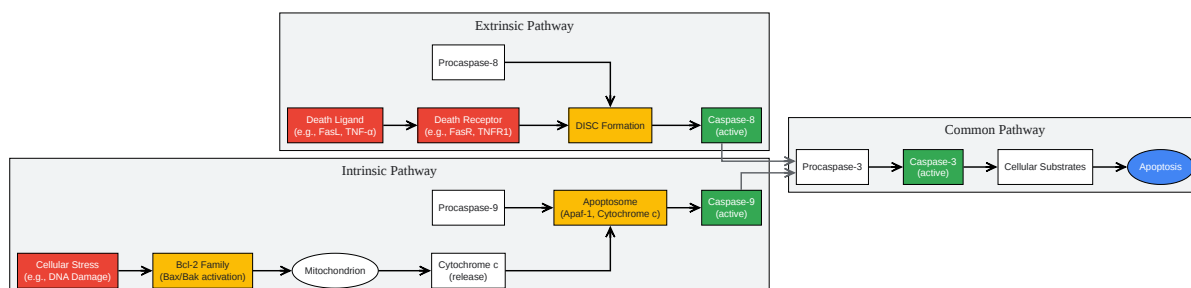 Extrinsic Pathway
Procaspase-8
Death Ligand
(e.g., FasL, TNF-α)
Death Receptor
(e.g., FasR, TNFR1)
DISC Formation
Caspase-8
(active)
Intrinsic Pathway
Procaspase-9
Apoptosome
(Apaf-1, Cytochrome c)
Caspase-9
(active)
Cellular Stress
(e.g., DNA Damage)
Bcl-2 Family
(Bax/Bak activation)
Mitochondrion
Cytochrome c
(release)
Common Pathway
Procaspase-3
Caspase-3
(active)
Cellular Substrates
Apoptosis